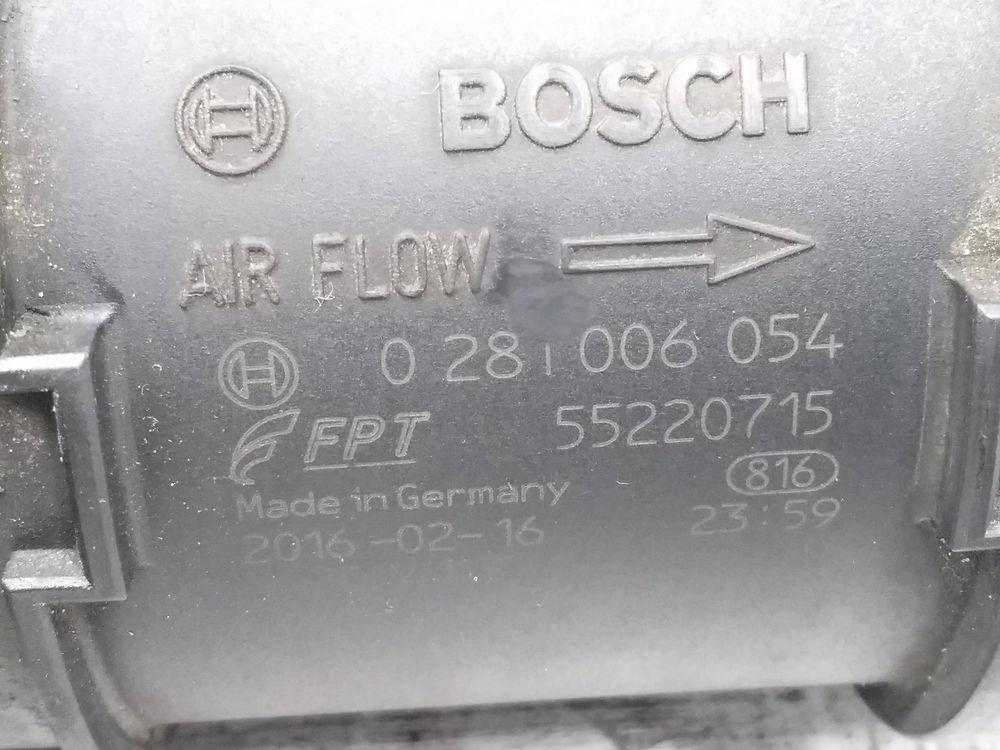 BOSCH
AIR FLOW
0 281 006 054
FPT 55220715
816
Made in Germany
2016-02-16 23:59